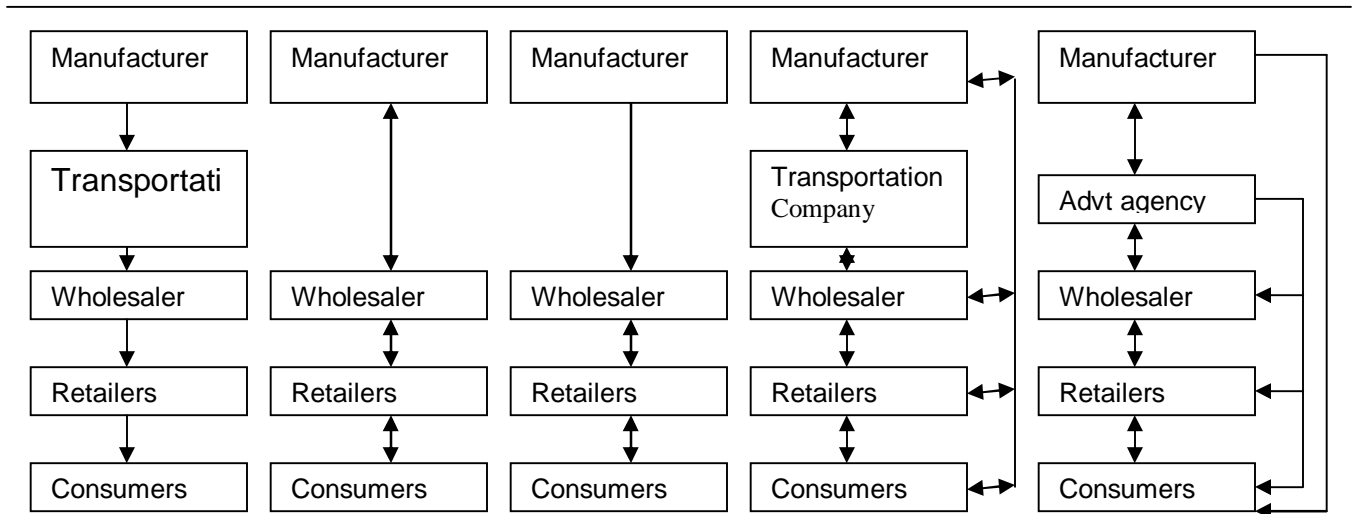 Manufacturer
Transportati
Wholesaler
Retailers
Consumers
Manufacturer
Wholesaler
Retailers
Consumers
Manufacturer
Wholesaler
Retailers
Consumers
Manufacturer
Transportation
Company
Wholesaler
Retailers
Consumers
Manufacturer
Advt agency
Wholesaler
Retailers
Consumers